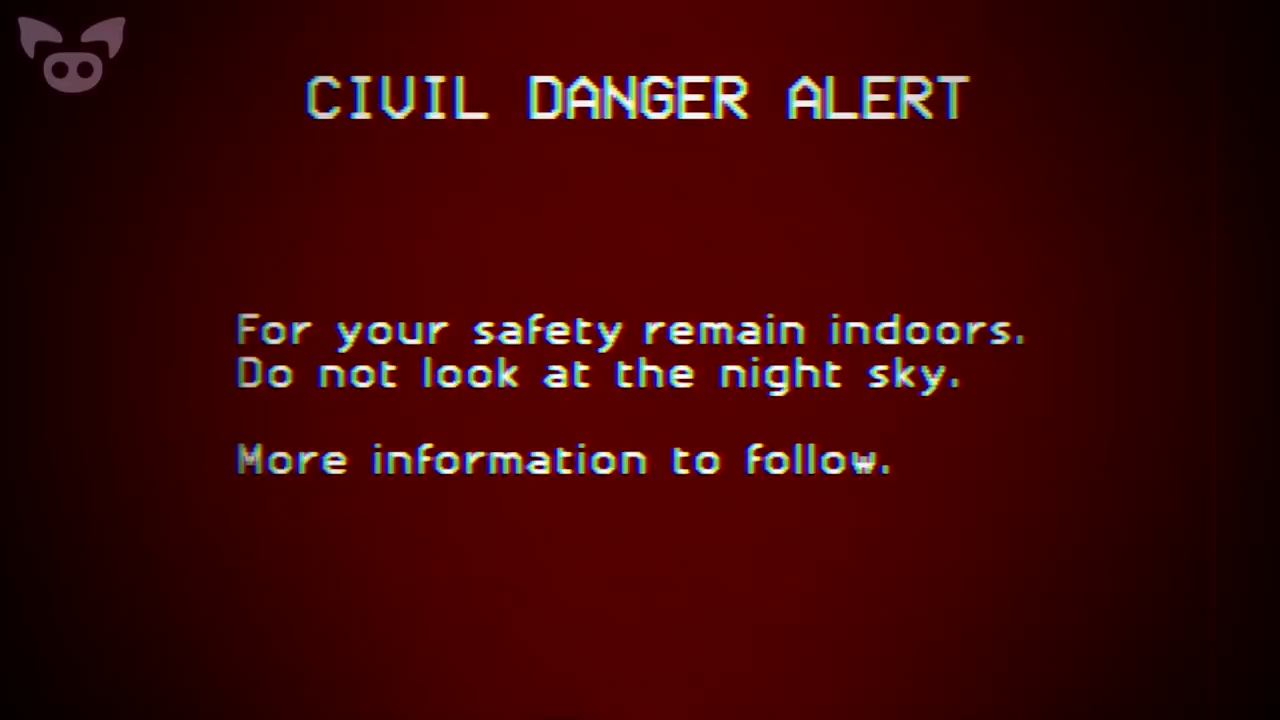 CIVIL DANGER ALERT
For your safety remain indoors.
Do not look at the night sky.
More information to follow.